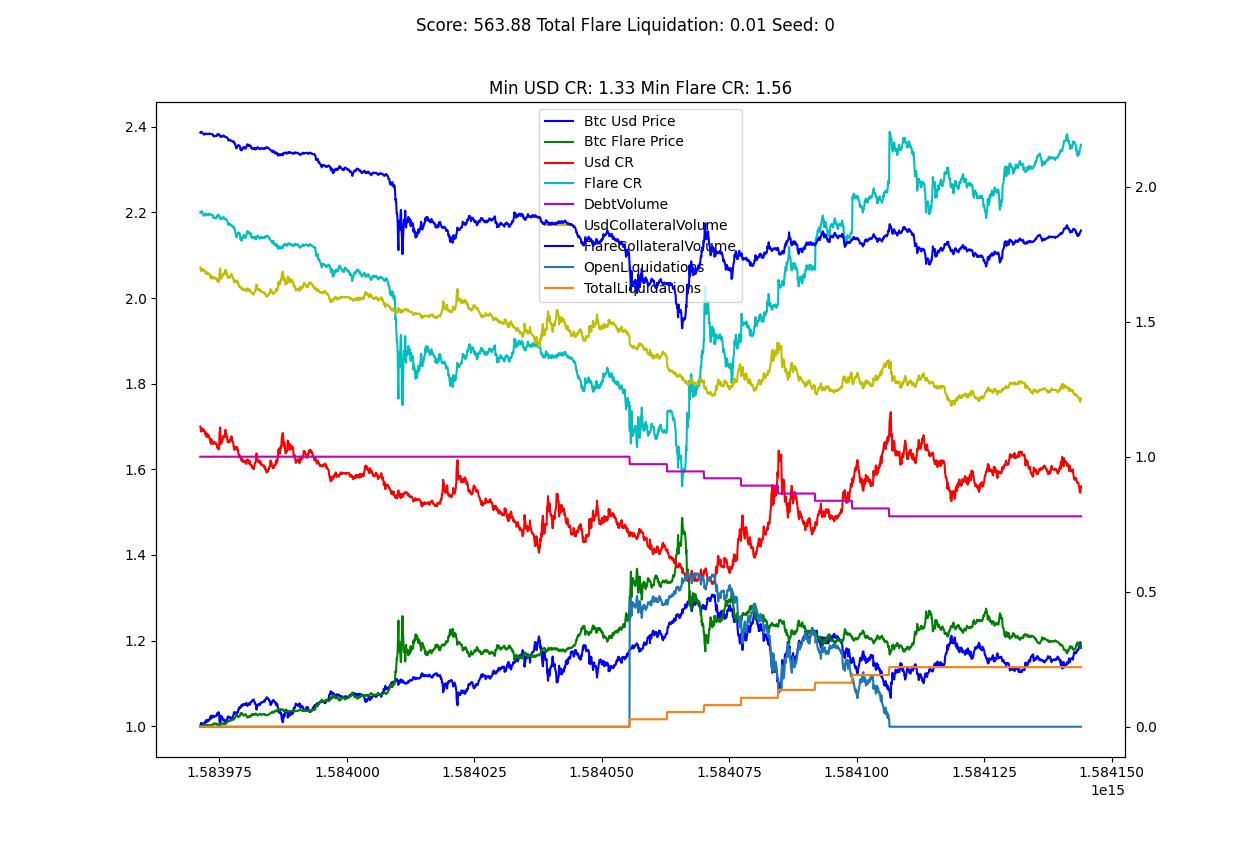 Score: 563.88 Total Flare Liquidation: 0.01 Seed: 0
Min USD CR: 1.33 Min Flare CR: 1.56
Btc Usd Price
Btc Flare Price
Usd CR
Flare CR
DebtVolume
UsdCollateralVolume
FlareCollateralVolume
OpenLiquidations
TotalLiquidations
2.4
2.2
2.0
1.8
1.6
1.4
1.2
1.0
2.0
1.5
1.0
0.5
0.0
1.583975 1.584000 1.584025 1.584050 1.584075 1.584100 1.584125 1.584150
1e15